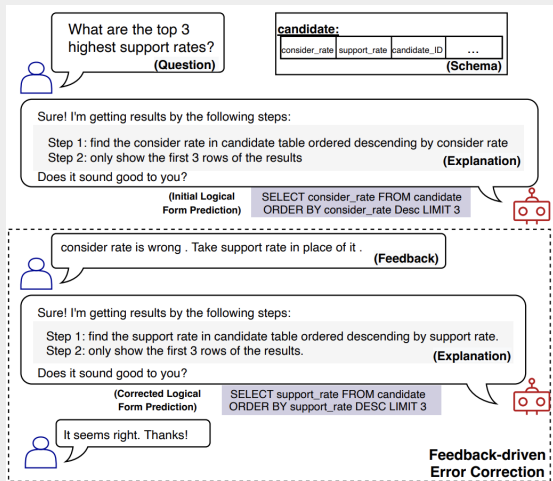 What are the top 3
highest support rates?
(Question)
candidate:
consider_rate support_rate candidate_ID ...
(Schema)
Sure! I'm getting results by the following steps:
Step 1: find the consider rate in candidate table ordered descending by consider rate
Step 2: only show the first 3 rows of the results
(Explanation)
Does it sound good to you?
(Initial Logical
Form Prediction)
SELECT consider_rate FROM candidate
ORDER BY consider_rate Desc LIMIT 3
consider rate is wrong . Take support rate in place of it .
(Feedback)
Sure! I'm getting results by the following steps:
Step 1: find the support rate in candidate table ordered descending by support rate.
Step 2: only show the first 3 rows of the results.
(Explanation)
Does it sound good to you?
(Corrected Logical
Form Prediction)
SELECT support_rate FROM candidate
ORDER BY support_rate DESC LIMIT 3
It seems right. Thanks!
Feedback-driven
Error Correction